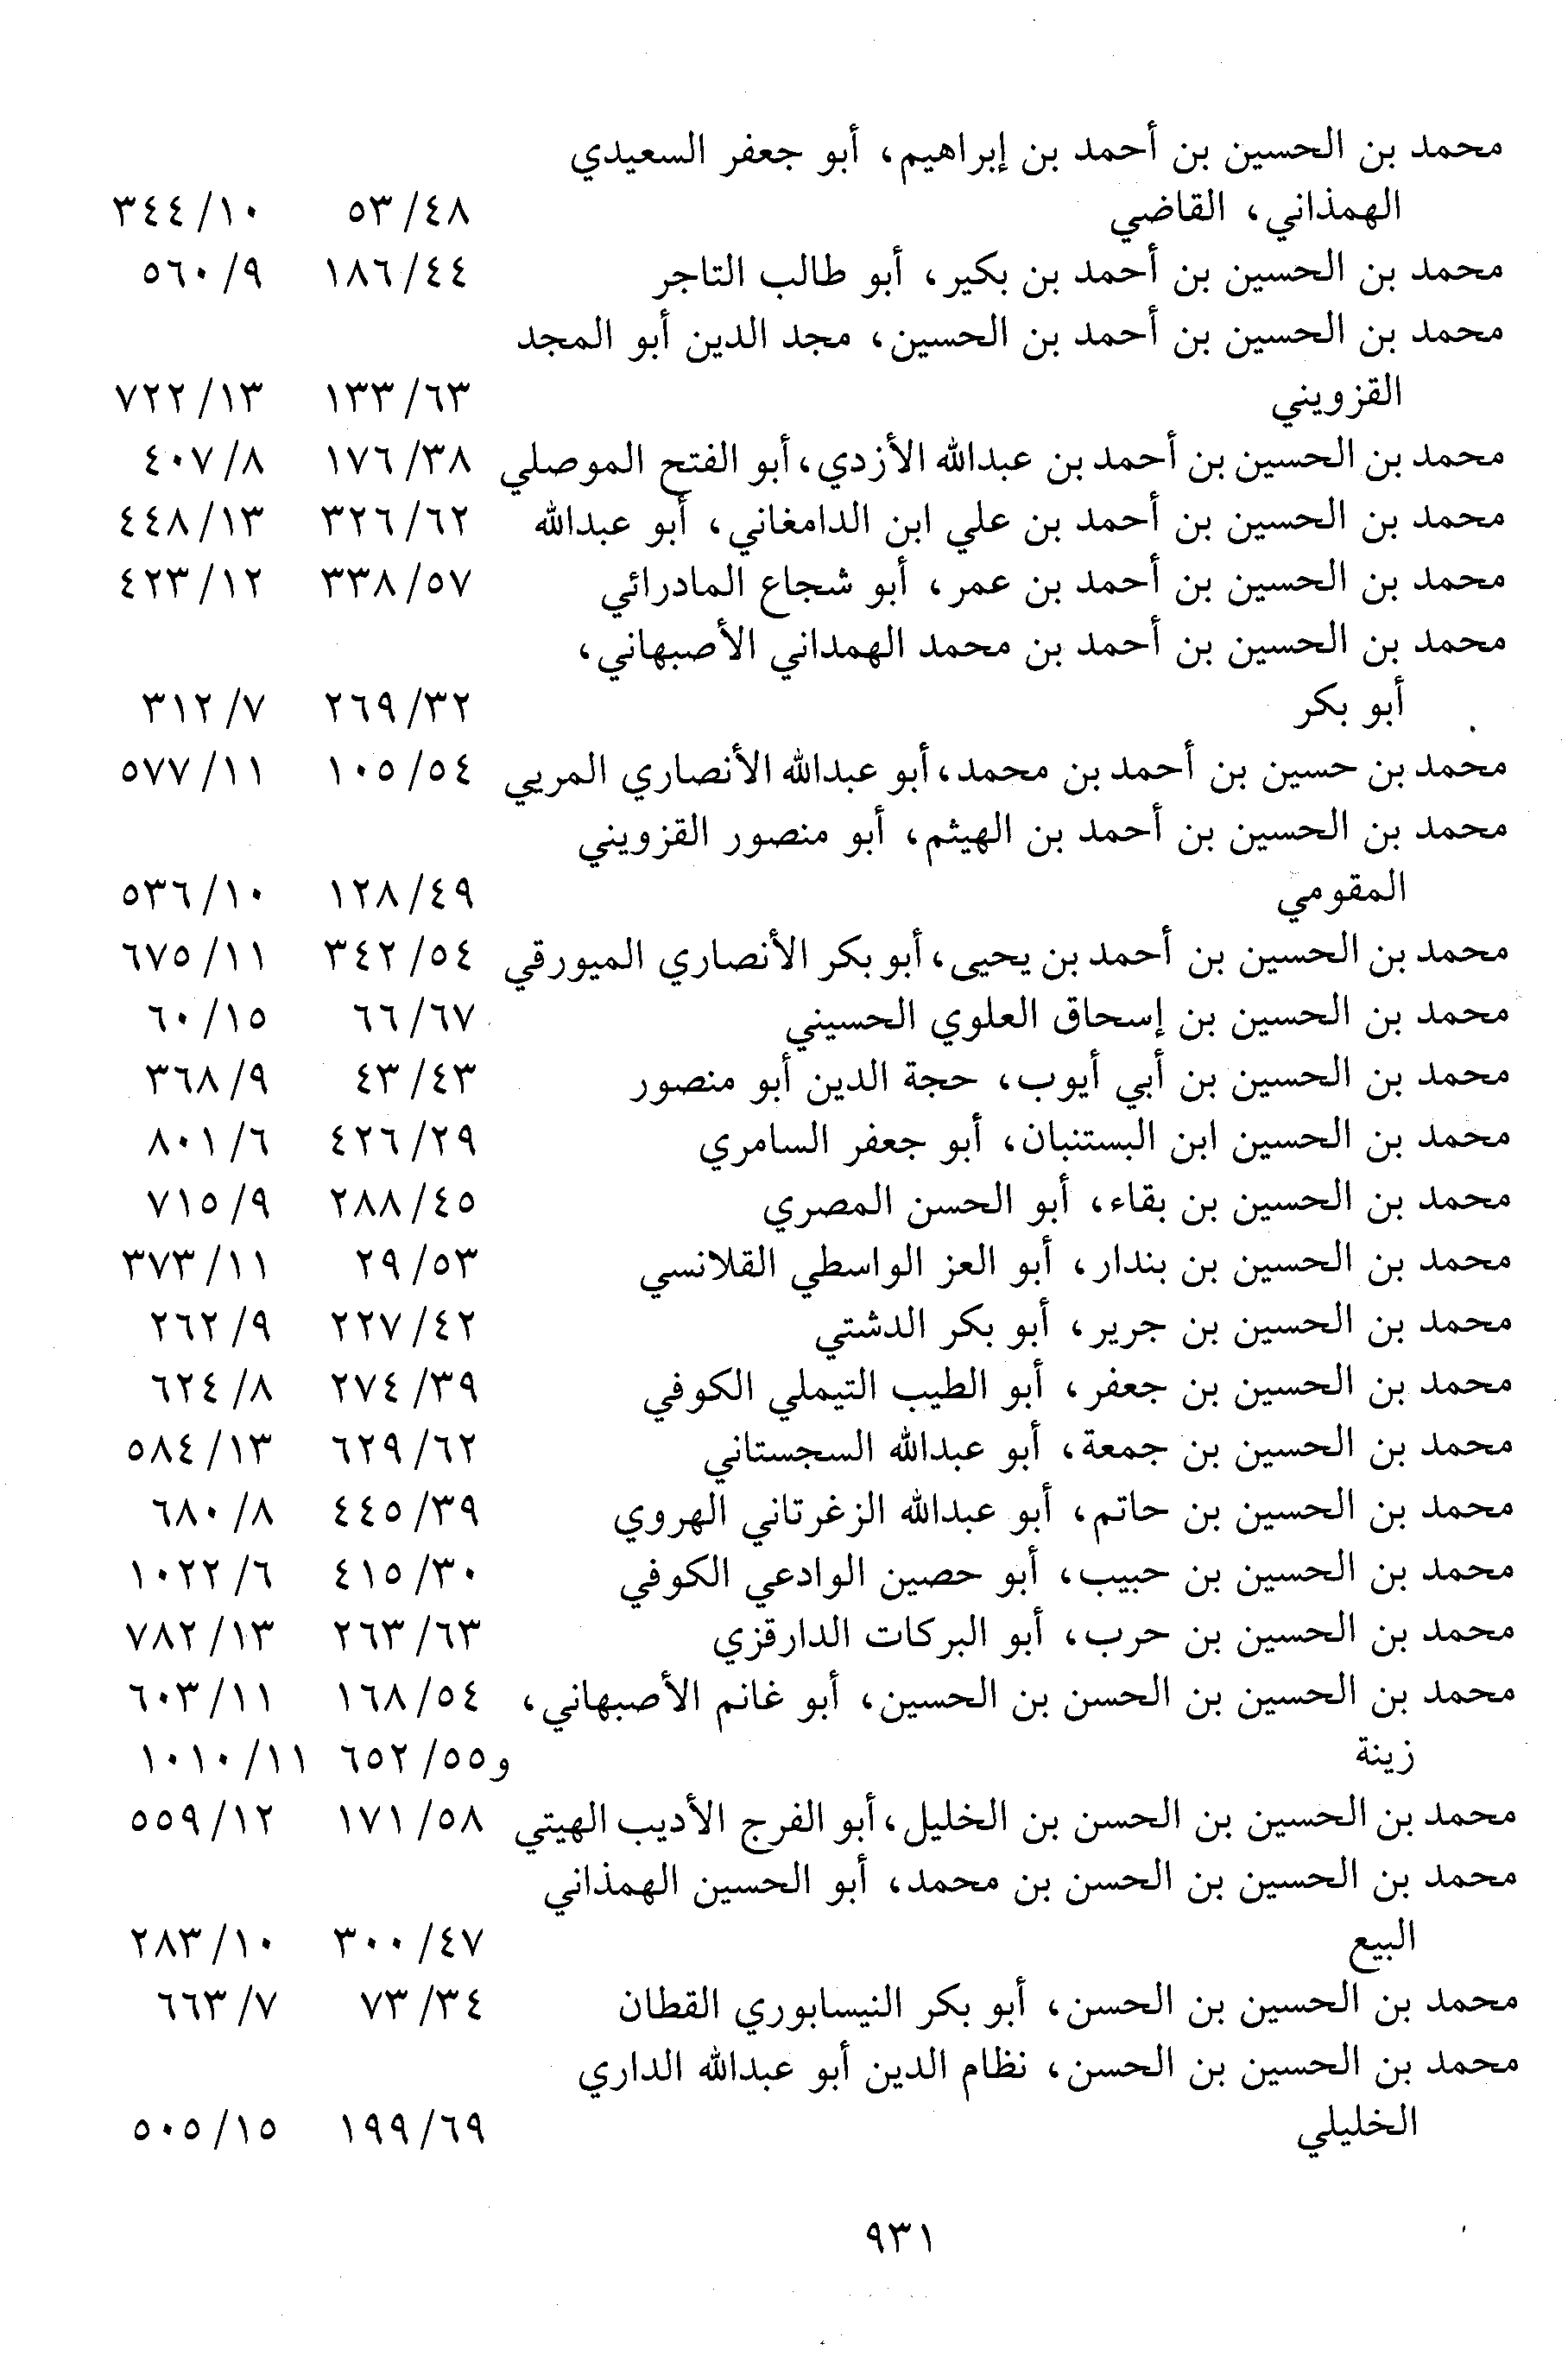 محمد بن الحسين بن أحمد بن إبراهيم، أبو جعفر السعيدي
الهمذاني، القاضي ٥٣/٤٨ ٣٤٤/١٠
محمد بن الحسين بن أحمد بن بكير، أبو طالب التاجر ١٨٦/٤٤ ٥٦٠/٩
محمد بن الحسين بن أحمد بن الحسين، مجد الدين أبو المجد
القزويني ١٣٣/٦٣ ٧٢٢/١٣
محمد بن الحسين بن أحمد بن عبدالله الأزدي، أبو الفتح الموصلي ١٧٦/٣٨ ٤٠٧/٨
محمد بن الحسين بن أحمد بن علي ابن الدامغاني، أبو عبدالله ٣٢٦/٦٢ ٤٤٨/١٣
محمد بن الحسين بن أحمد بن عمر، أبو شجاع المادرائي ٣٣٨/٥٧ ٤٢٣/١٢
محمد بن الحسين بن أحمد بن محمد الهمداني الأصبهاني،
أبو بكر ٢٦٩/٣٢ ٣١٢/٧
محمد بن حسين بن أحمد بن محمد، أبو عبدالله الأنصاري المريي ١٠٥/٥٤ ٥٧٧/١١
محمد بن الحسين بن أحمد بن الهيثم، أبو منصور القزويني
المقومي ١٢٨/٤٩ ٥٣٦/١٠
محمد بن الحسين بن أحمد بن يحيى، أبو بكر الأنصاري الميورقي ٣٤٢/٥٤ ٦٧٥/١١
محمد بن الحسين بن إسحاق العلوي الحسيني ٦٦/٦٧ ٦٠/١٥
محمد بن الحسين بن أبي أيوب، حجة الدين أبو منصور ٤٣/٤٣ ٣٦٨/٩
محمد بن الحسين ابن البستنبان، أبو جعفر السامري ٤٢٦/٢٩ ٨٠١/٦
محمد بن الحسين بن بقاء، أبو الحسن المصري ٢٨٨/٤٥ ٧١٥/٩
محمد بن الحسين بن بندار، أبو العز الواسطي القلانسي ٢٩/٥٣ ٣٧٣/١١
محمد بن الحسين بن جرير، أبو بكر الدشتي ٢٢٧/٤٢ ٢٦٢/٩
محمد بن الحسين بن جعفر، أبو الطيب التيملي الكوفي ٢٧٤/٣٩ ٦٢٤/٨
محمد بن الحسين بن جمعة، أبو عبدالله السجستاني ٦٢٩/٦٢ ٥٨٤/١٣
محمد بن الحسين بن حاتم، أبو عبدالله الزغرتاني الهروي ٤٤٥/٣٩ ٦٨٠/٨
محمد بن الحسين بن حبيب، أبو حصين الوادعي الكوفي ٤١٥/٣٠ ١٠٢٢/٦
محمد بن الحسين بن حرب، أبو البركات الدارقزي ٢٦٣/٦٣ ٧٨٢/١٣
محمد بن الحسين بن الحسن بن الحسين، أبو غانم الأصبهاني، ١٦٨/٥٤ ٦٠٣/١١
زينة و٦٥٢/٥٥ ١٠١٠/١١
محمد بن الحسين بن الحسن بن الخليل، أبو الفرج الأديب الهيتي ١٧١/٥٨ ٥٥٩/١٢
محمد بن الحسين بن الحسن بن محمد، أبو الحسين الهمذاني
البيع ٣٠٠/٤٧ ٢٨٣/١٠
محمد بن الحسين بن الحسن، أبو بكر النيسابوري القطان ٧٣/٣٤ ٦٦٣/٧
محمد بن الحسين بن الحسن، نظام الدين أبو عبدالله الداري
الخليلي ١٩٩/٦٩ ٥٠٥/١٥
٩٣١